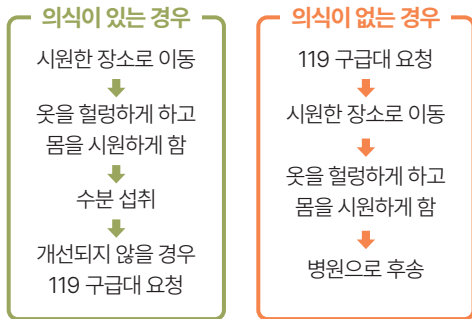 의식이 있는 경우
시원한 장소로 이동
옷을 헐렁하게 하고
몸을 시원하게 함
수분 섭취
개선되지 않을 경우
119 구급대 요청
의식이 없는 경우
119 구급대 요청
시원한 장소로 이동
옷을 헐렁하게 하고
몸을 시원하게 함
병원으로 후송